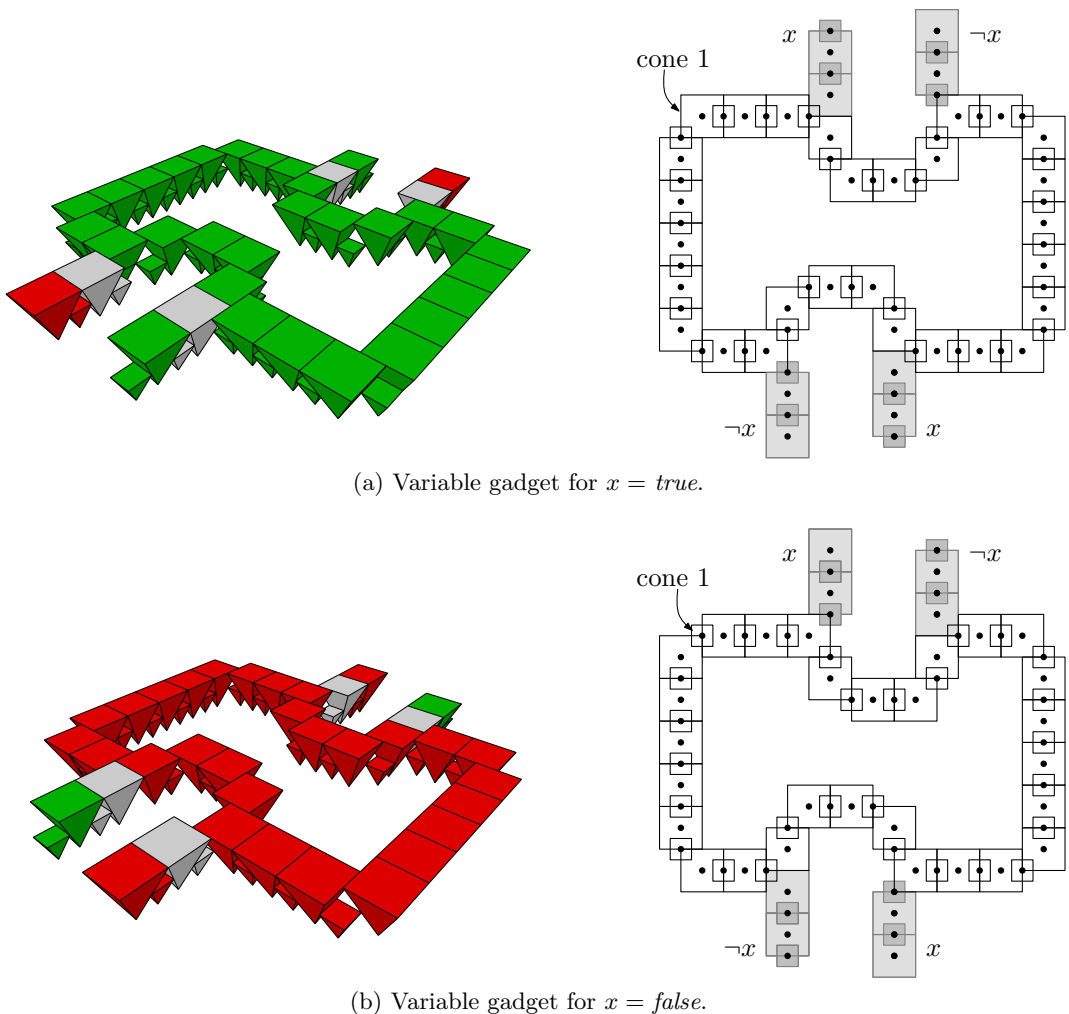 x
¬x
cone 1
¬x
x
(a) Variable gadget for x = true.
x
¬x
cone 1
¬x
x
(b) Variable gadget for x = false.